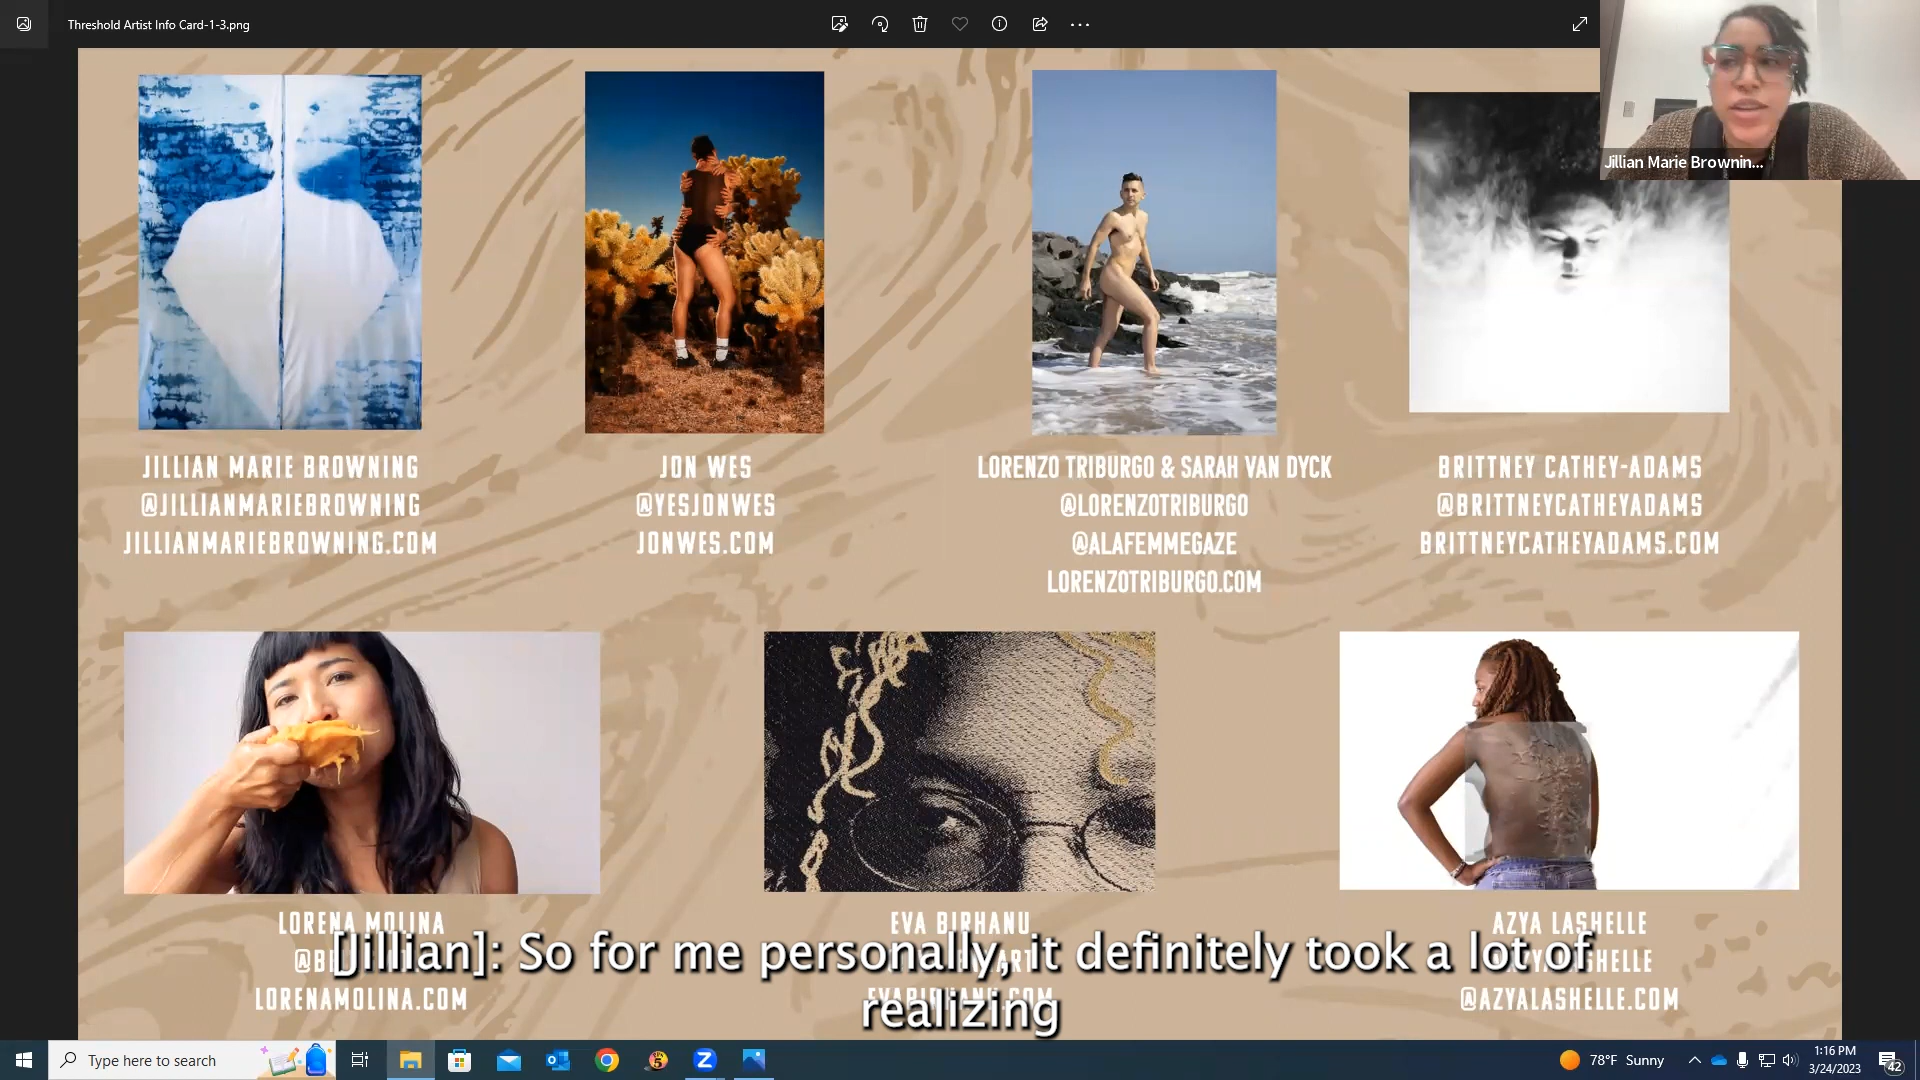 Threshold Artist Info Card-1-3.png
Jillian Marie Brownin...
JILLIAN MARIE BROWNING
@JILLIANMARIEBROWNING
JILLIANMARIEBROWNING.COM
JON WES
@YESJONWES
JONWES.COM
LORENZO TRIBURGO & SARAH VAN DYCK
@LORENZOTRIBURGO
@ALAFEMMEGAZE
LORENZOTRIBURGO.COM
BRITTNEY CATHEY-ADAMS
@BRITTNEYCATHEYADAMS
BRITTNEYCATHEYADAMS.COM
LORENA MOLINA
LORENAMOLINA.COM
EVA BIRHANU
EVABIRHANU.COM
AZYA LASHELLE
@AZYALASHELLE.COM
[Jillian]: So for me personally, it definitely took a lot of
realizing
Type here to search
78°F Sunny
1:16 PM
3/24/2023
42